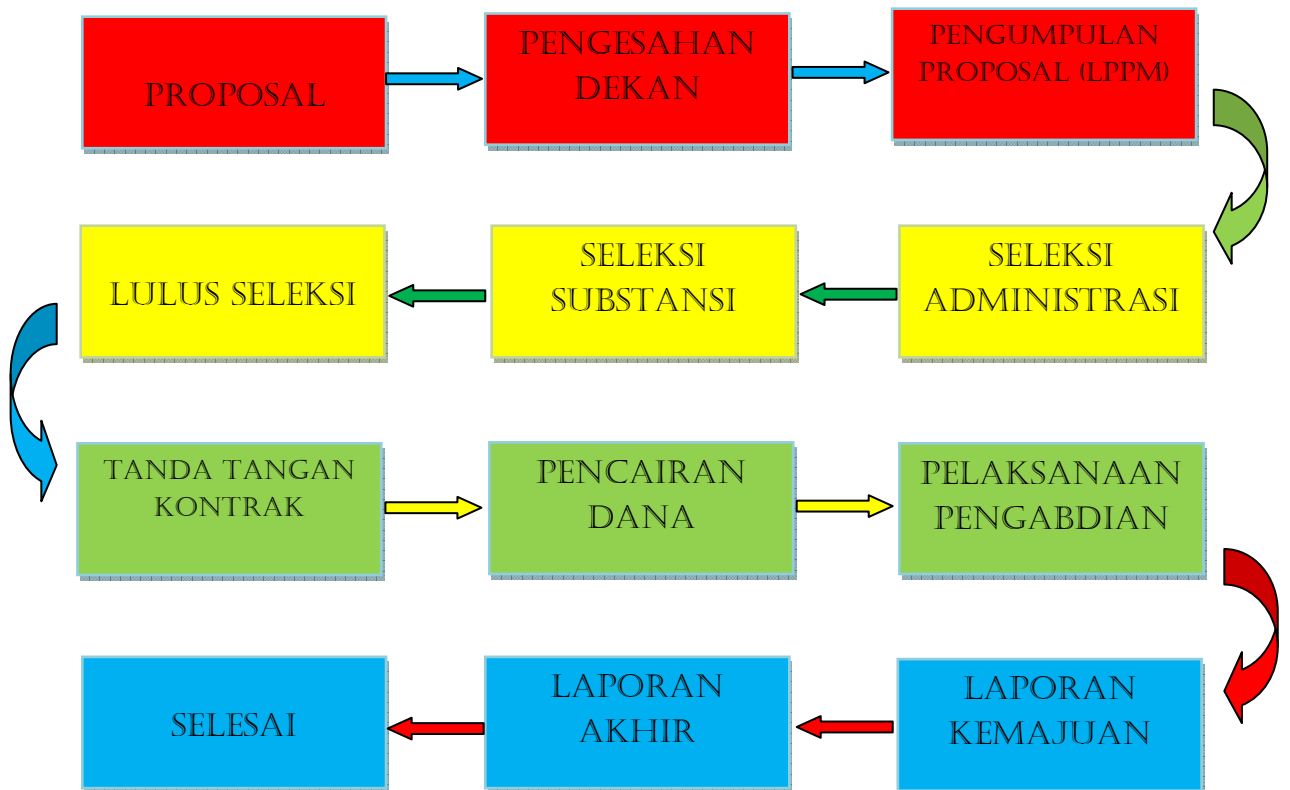 PROPOSAL
PENGESAHAN
DEKAN
PENGUMPULAN
PROPOSAL (LPPM)
SELEKSI
ADMINISTRASI
SELEKSI
SUBSTANSI
LULUS SELEKSI
TANDA TANGAN
KONTRAK
PENCAIRAN
DANA
PELAKSANAAN
PENGABDIAN
LAPORAN
KEMAJUAN
LAPORAN
AKHIR
SELESAI